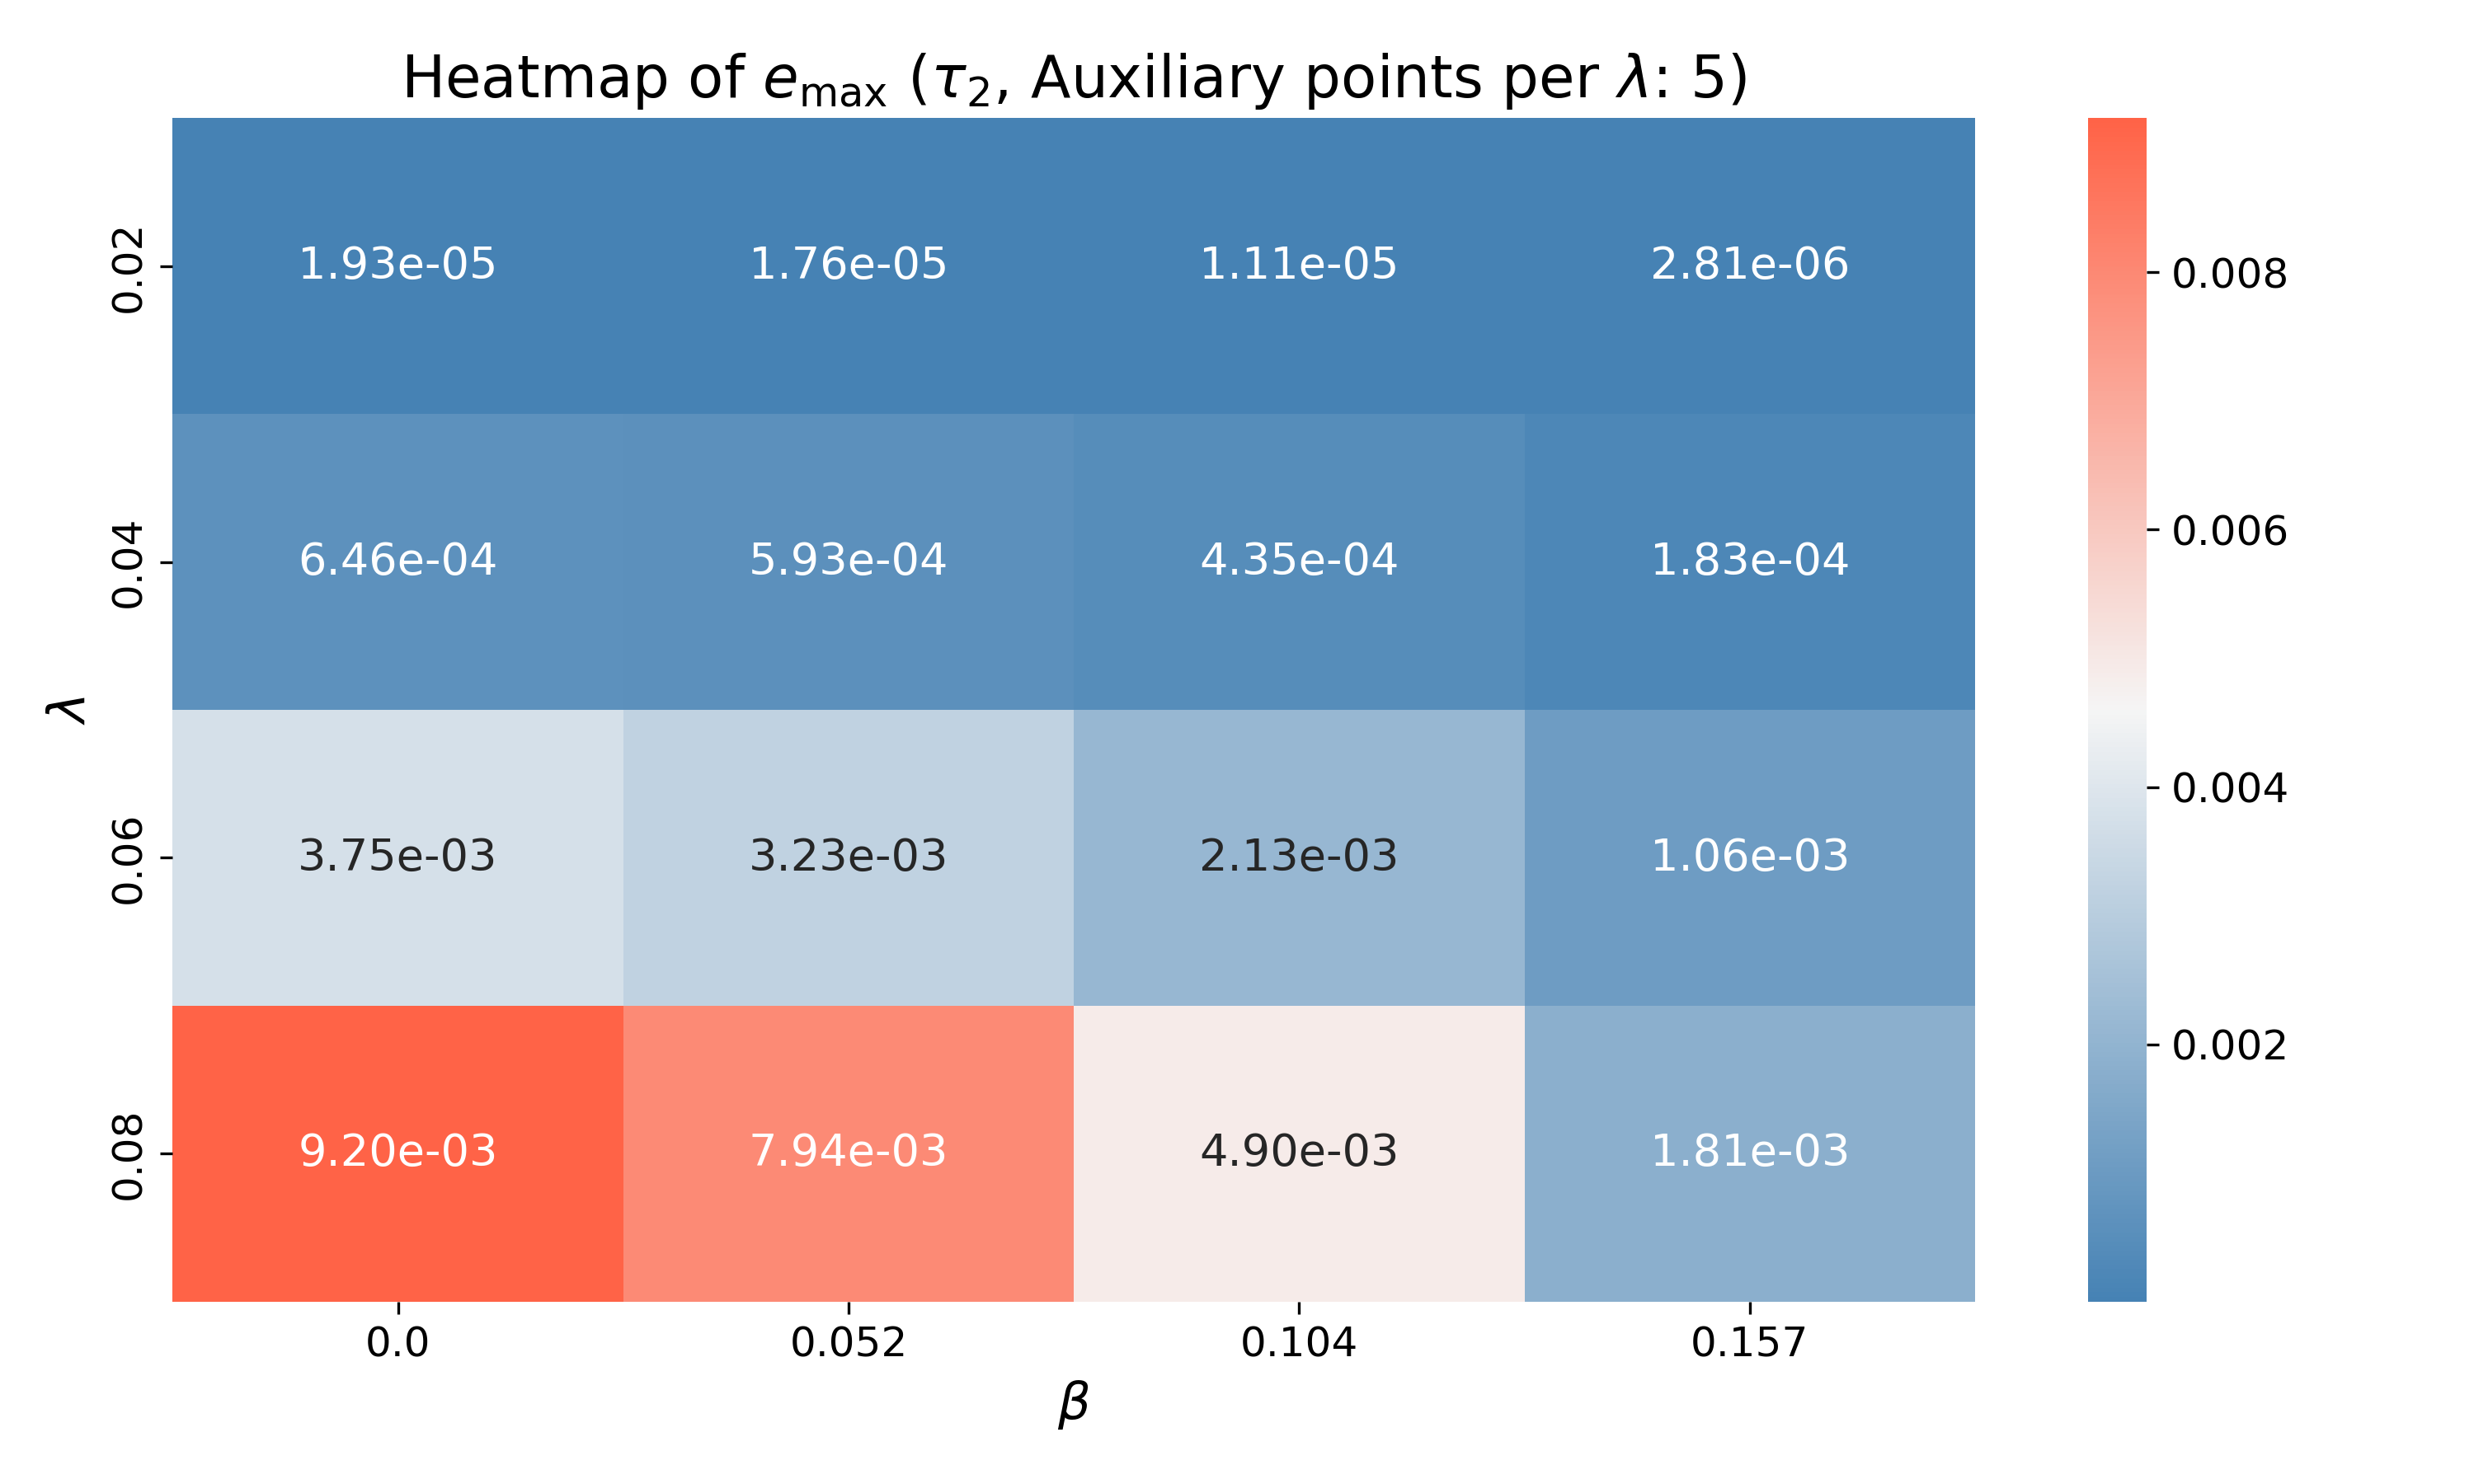 Heatmap of e_max (τ₂, Auxiliary points per λ: 5)
λ
0.02 1.93e-05 1.76e-05 1.11e-05 2.81e-06
0.04 6.46e-04 5.93e-04 4.35e-04 1.83e-04
0.06 3.75e-03 3.23e-03 2.13e-03 1.06e-03
0.08 9.20e-03 7.94e-03 4.90e-03 1.81e-03
0.0 0.052 0.104 0.157
β
0.008
0.006
0.004
0.002